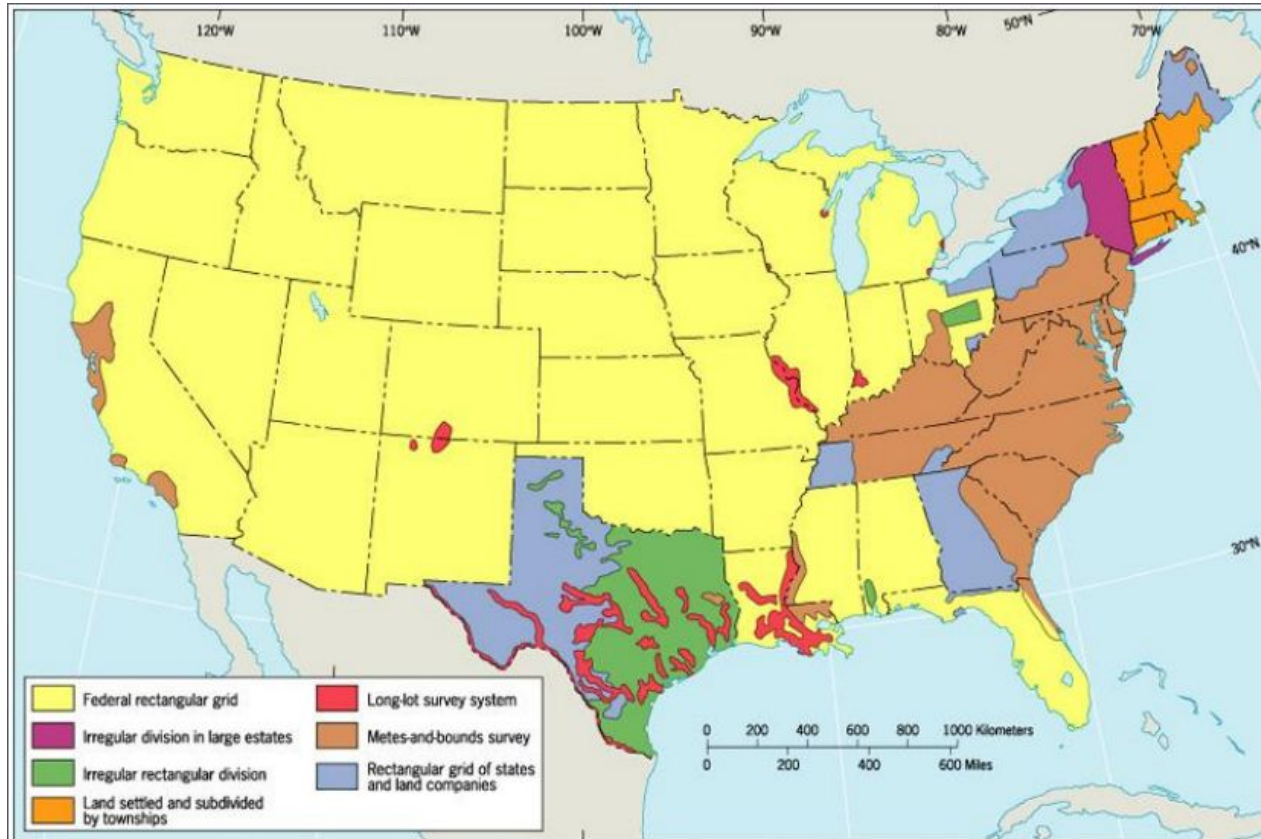 120°W
110°W
100°W
90°W
80°W
50°N
70°W
40°N
30°N
Federal rectangular grid
Irregular division in large estates
Irregular rectangular division
Land settled and subdivided
by townships
Long-lot survey system
Metes-and-bounds survey
Rectangular grid of states
and land companies
0 200 400 600 800 1000 Kilometers
0 200 400 600 Miles